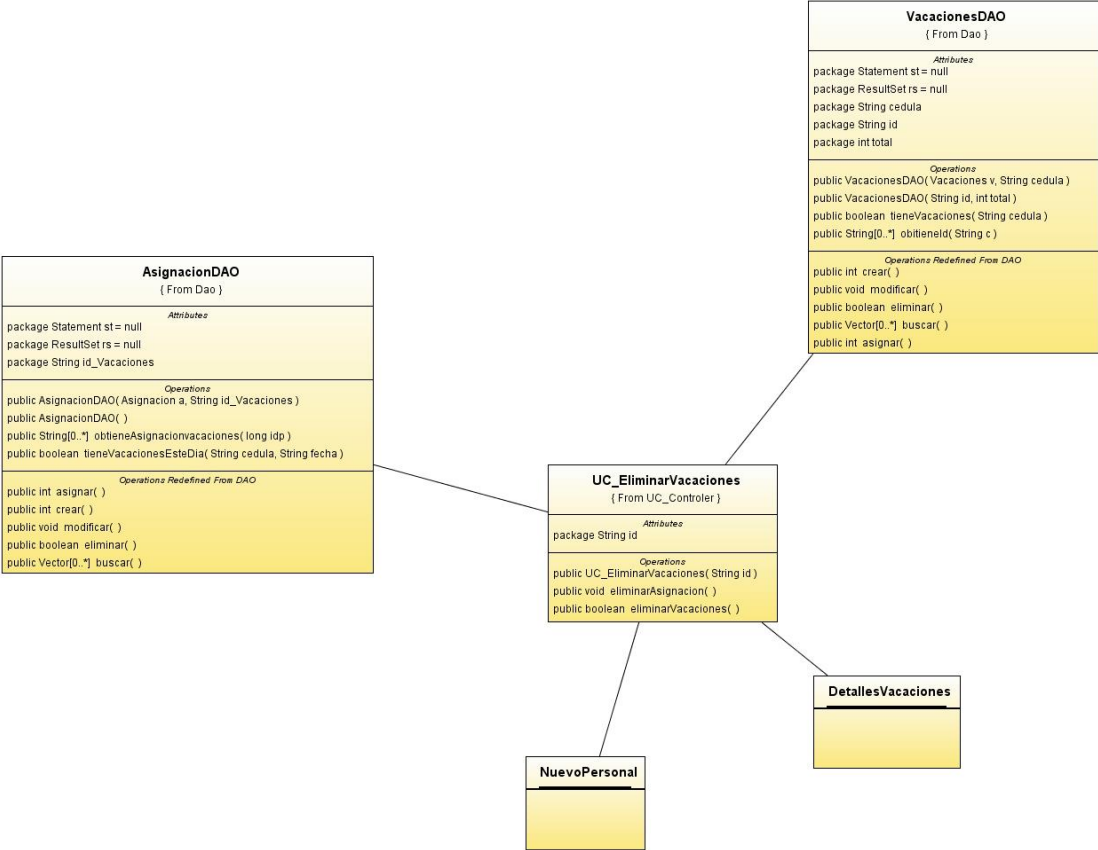 VacacionesDAO
{ From Dao }
Attributes
package Statement st = null
package ResultSet rs = null
package String cedula
package String id
package int total
Operations
public VacacionesDAO( Vacaciones v, String cedula )
public VacacionesDAO( String id, int total )
public boolean tieneVacaciones( String cedula )
public String[0..*] obitieneId( String c )
Operations Redefined From DAO
public int crear( )
public void modificar( )
public boolean eliminar( )
public Vector[0..*] buscar( )
public int asignar( )
AsignacionDAO
{ From Dao }
Attributes
package Statement st = null
package ResultSet rs = null
package String id_Vacaciones
Operations
public AsignacionDAO( Asignacion a, String id_Vacaciones )
public AsignacionDAO( )
public String[0..*] obtieneAsignacionvacaciones( long idp )
public boolean tieneVacacionesEsteDia( String cedula, String fecha )
Operations Redefined From DAO
public int asignar( )
public int crear( )
public void modificar( )
public boolean eliminar( )
public Vector[0..*] buscar( )
UC_EliminarVacaciones
{ From UC_Controler }
Attributes
package String id
Operations
public UC_EliminarVacaciones( String id )
public void eliminarAsignacion( )
public boolean eliminarVacaciones( )
DetallesVacaciones
NuevoPersonal